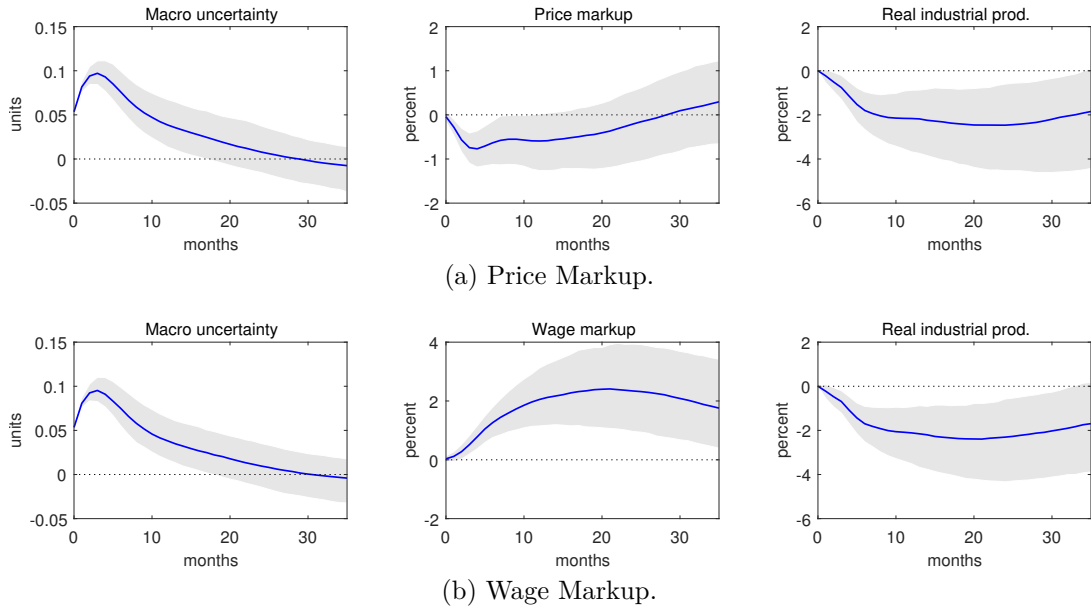 Macro uncertainty
Price markup
Real industrial prod.
0.15
0.1
0.05
0
-0.05
units
0 10 20 30
months
2
1
0
-1
-2
percent
0 10 20 30
months
2
0
-2
-4
-6
percent
0 10 20 30
months
(a) Price Markup.
Macro uncertainty
Wage markup
Real industrial prod.
0.15
0.1
0.05
0
-0.05
units
0 10 20 30
months
4
2
0
-2
percent
0 10 20 30
months
2
0
-2
-4
-6
percent
0 10 20 30
months
(b) Wage Markup.